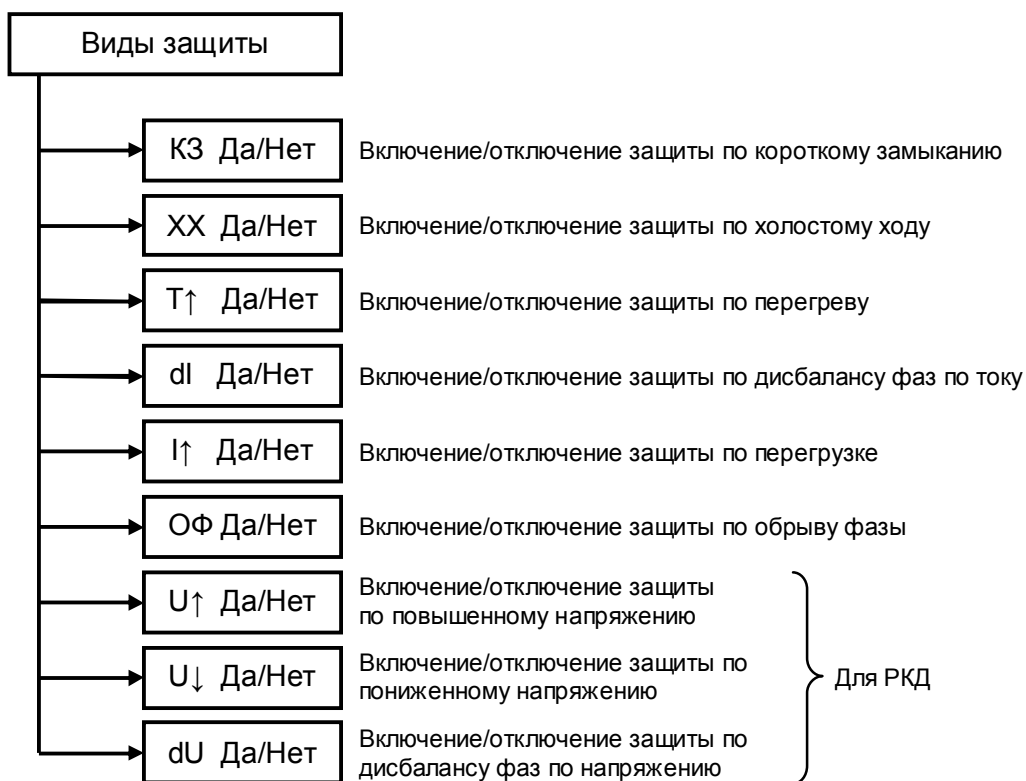 Виды защиты
КЗ Да/Нет Включение/отключение защиты по короткому замыканию
ХХ Да/Нет Включение/отключение защиты по холостому ходу
Т↑ Да/Нет Включение/отключение защиты по перегреву
dI Да/Нет Включение/отключение защиты по дисбалансу фаз по току
I↑ Да/Нет Включение/отключение защиты по перегрузке
ОФ Да/Нет Включение/отключение защиты по обрыву фазы
U↑ Да/Нет Включение/отключение защиты
по повышенному напряжению
U↓ Да/Нет Включение/отключение защиты по
пониженному напряжению
Для РКД
dU Да/Нет Включение/отключение защиты по
дисбалансу фаз по напряжению